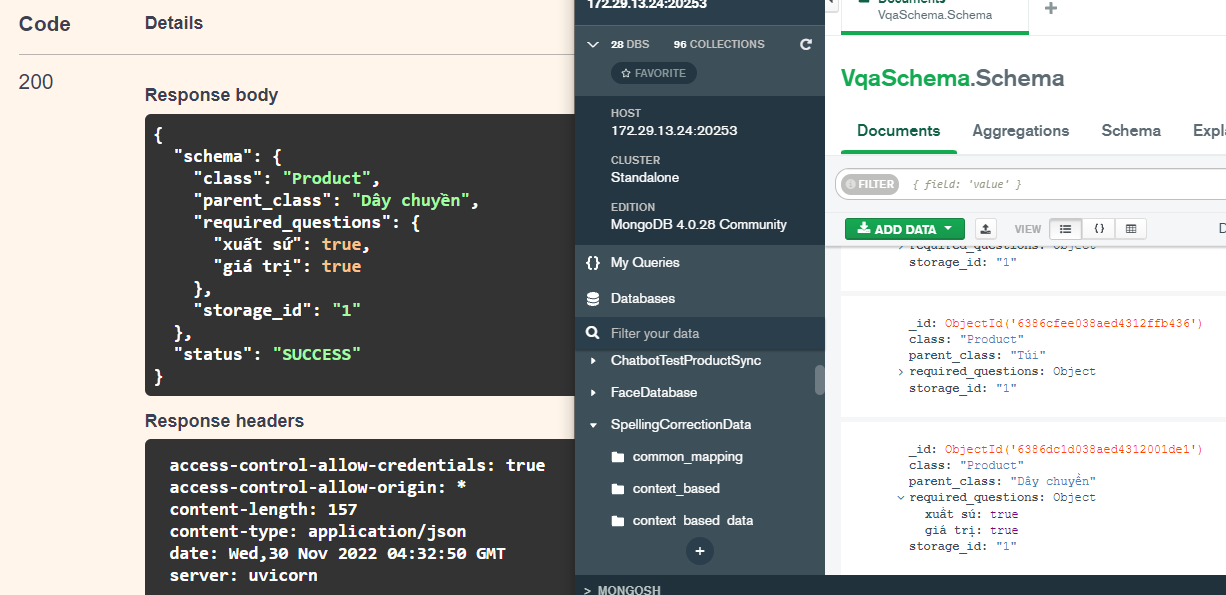 Code
Details
200
Response body
{
"schema": {
"class": "Product",
"parent_class": "Dây chuyền",
"required_questions": {
"xuất sứ": true,
"giá trị": true
},
"storage_id": "1"
},
"status": "SUCCESS"
}
Response headers
access-control-allow-credentials: true
access-control-allow-origin: *
content-length: 157
content-type: application/json
date: Wed,30 Nov 2022 04:32:50 GMT
server: uvicorn
172.29.13.24:20253
28 DBS 96 COLLECTIONS
FAVORITE
HOST
172.29.13.24:20253
CLUSTER
Standalone
EDITION
MongoDB 4.0.28 Community
{} My Queries
Databases
Filter your data
ChatbotTestProductSync
FaceDatabase
SpellingCorrectionData
common_mapping
context_based
context_based_data
+
> MONGOSH
Documents
VqaSchema.Schema
+
VqaSchema.Schema
Documents Aggregations Schema Expl
FILTER { field: 'value' }
ADD DATA VIEW {} D
required_questions: Object
storage_id: "1"
_id: ObjectId('6386cfee038aed4312ffb436')
class: "Product"
parent_class: "Túi"
required_questions: Object
storage_id: "1"
_id: ObjectId('6386dc1d038aed4312001de1')
class: "Product"
parent_class: "Dây chuyền"
required_questions: Object
xuất sứ: true
giá trị: true
storage_id: "1"